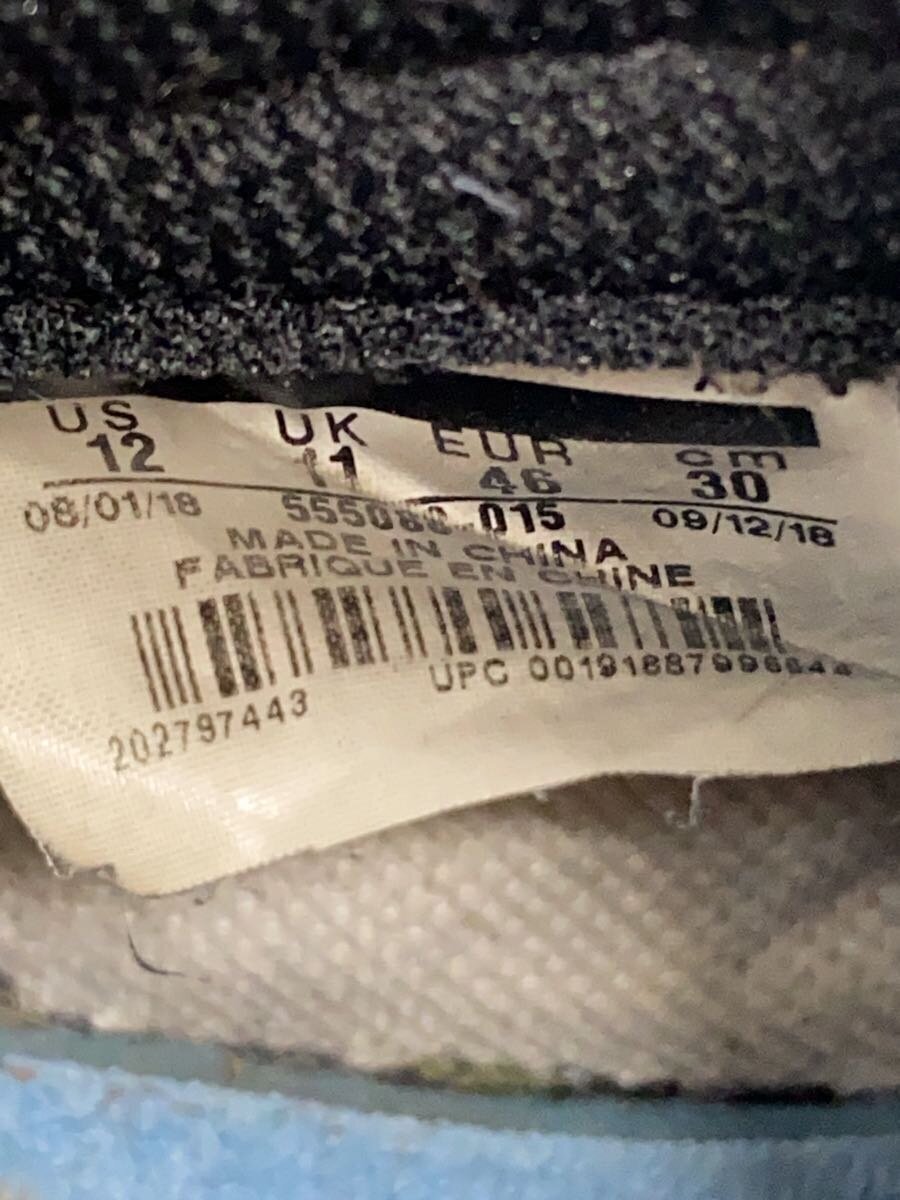 US UK EUR cm
12 11 46 30
08/01/18 015 09/12/18
MADE IN CHINA
FABRIQUE EN CHINE
UPC
202797443